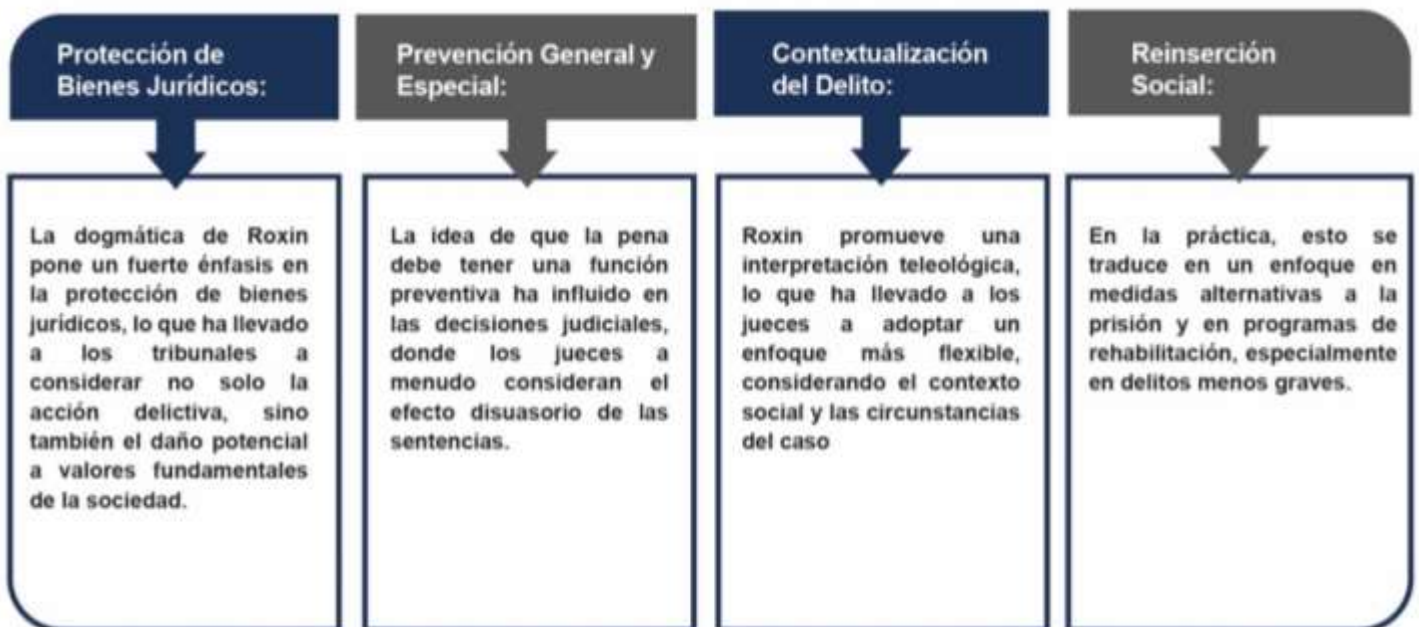 Protección de
Bienes Jurídicos:
La dogmática de Roxin
pone un fuerte énfasis en
la protección de bienes
jurídicos, lo que ha llevado
a los tribunales a
considerar no solo la
acción delictiva, sino
también el daño potencial
a valores fundamentales
de la sociedad.
Prevención General y
Especial:
La idea de que la pena
debe tener una función
preventiva ha influido en
las decisiones judiciales,
donde los jueces a
menudo consideran el
efecto disuasorio de las
sentencias.
Contextualización
del Delito:
Roxin promueve una
interpretación teleológica,
lo que ha llevado a los
jueces a adoptar un
enfoque más flexible,
considerando el contexto
social y las circunstancias
del caso
Reinserción
Social:
En la práctica, esto se
traduce en un enfoque en
medidas alternativas a la
prisión y en programas de
rehabilitación, especialmente
en delitos menos graves.